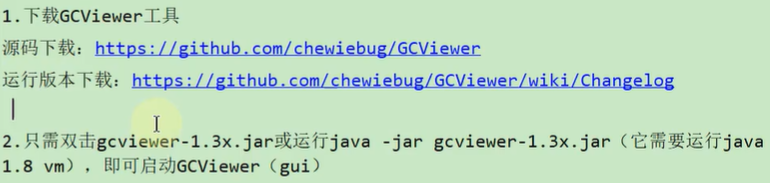 1.下载GCViewer工具
源码下载：https://github.com/chewiebug/GCViewer
运行版本下载：https://github.com/chewiebug/GCViewer/wiki/Changelog
2.只需双击gcviewer-1.3x.jar或运行java -jar gcviewer-1.3x.jar（它需要运行java
1.8 vm），即可启动GCViewer（gui）